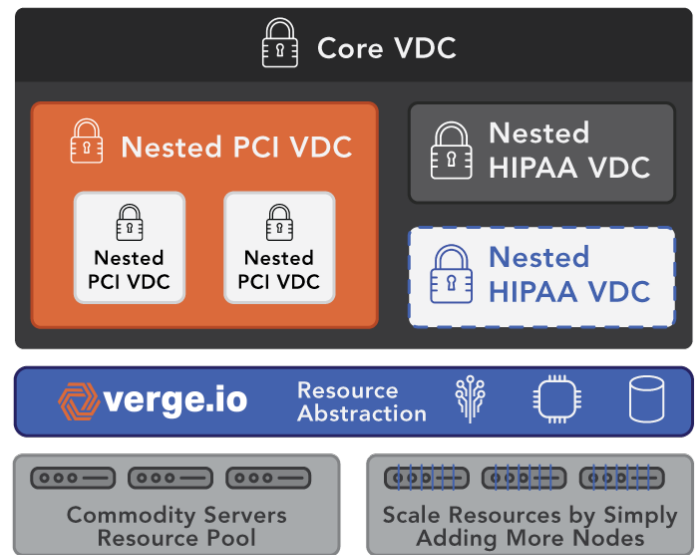 Core VDC
Nested PCI VDC
Nested
PCI VDC
Nested
PCI VDC
Nested
HIPAA VDC
Nested
HIPAA VDC
verge.io
Resource
Abstraction
Commodity Servers
Resource Pool
Scale Resources by Simply
Adding More Nodes